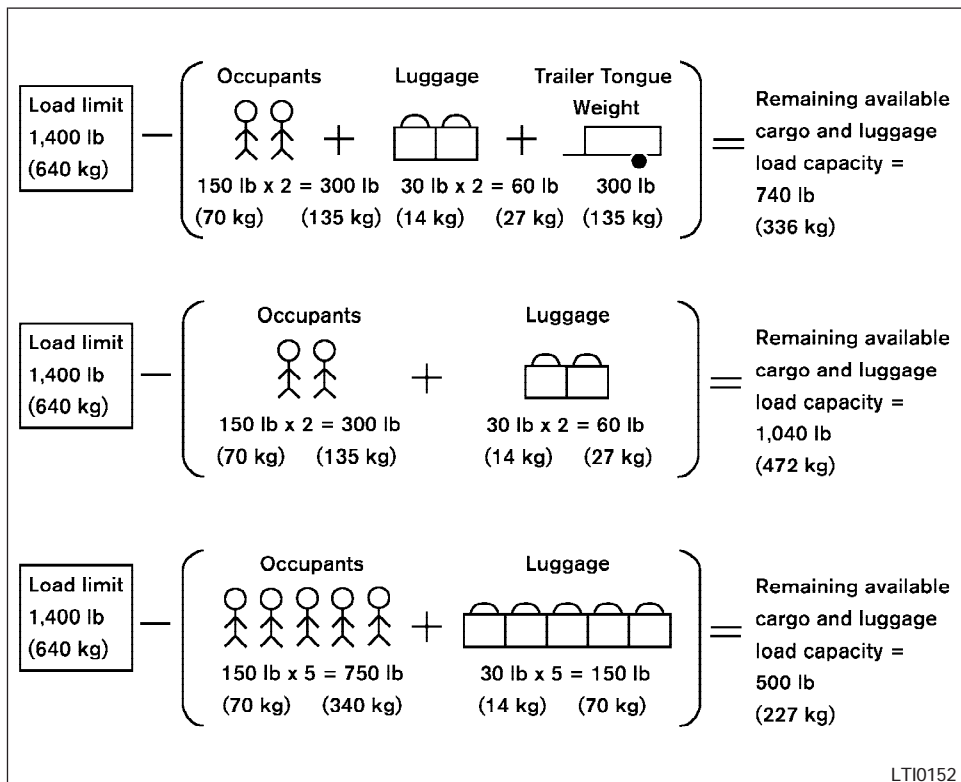 Occupants Luggage Trailer Tongue
Weight
Load limit
1,400 lb
(640 kg)
— ( + + ) =
150 lb x 2 = 300 lb 30 lb x 2 = 60 lb 300 lb
(70 kg) (135 kg) (14 kg) (27 kg) (135 kg)
Remaining available
cargo and luggage
load capacity =
740 lb
(336 kg)
Occupants Luggage
Load limit
1,400 lb
(640 kg)
— ( + ) =
150 lb x 2 = 300 lb 30 lb x 2 = 60 lb
(70 kg) (135 kg) (14 kg) (27 kg)
Remaining available
cargo and luggage
load capacity =
1,040 lb
(472 kg)
Occupants Luggage
Load limit
1,400 lb
(640 kg)
— ( + ) =
150 lb x 5 = 750 lb 30 lb x 5 = 150 lb
(70 kg) (340 kg) (14 kg) (70 kg)
Remaining available
cargo and luggage
load capacity =
500 lb
(227 kg)
LTI0152